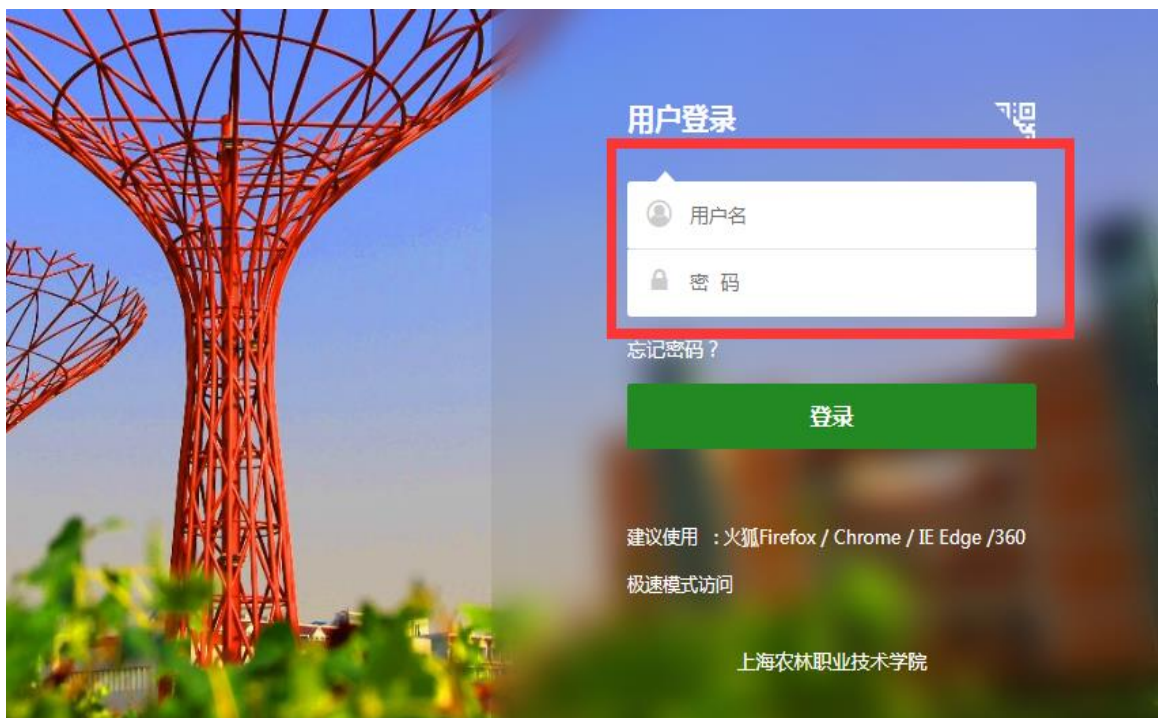 用户登录
用户名
密 码
忘记密码？
登录
建议使用 ：火狐Firefox / Chrome / IE Edge /360
极速模式访问
上海农林职业技术学院